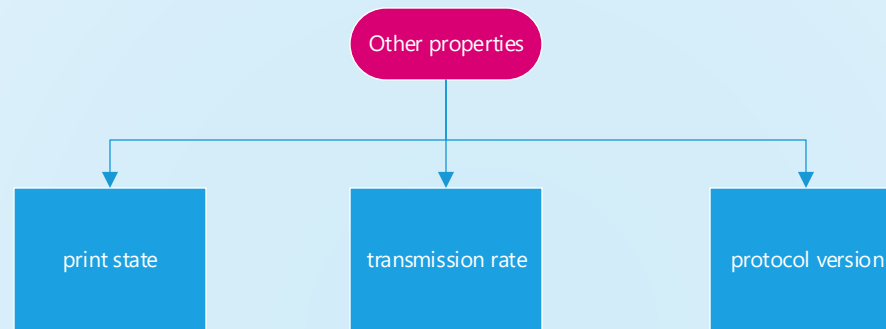 Other properties
print state
transmission rate
protocol version